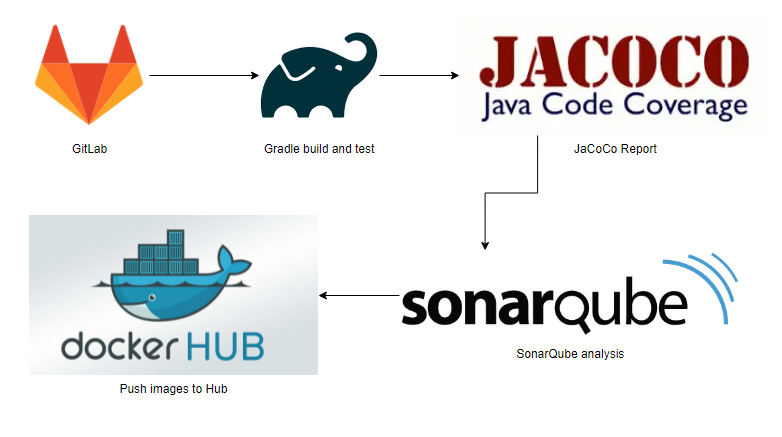 JACOCO
Java Code Coverage
GitLab
Gradle build and test
JaCoCo Report
docker HUB
sonarqube
SonarQube analysis
Push images to Hub